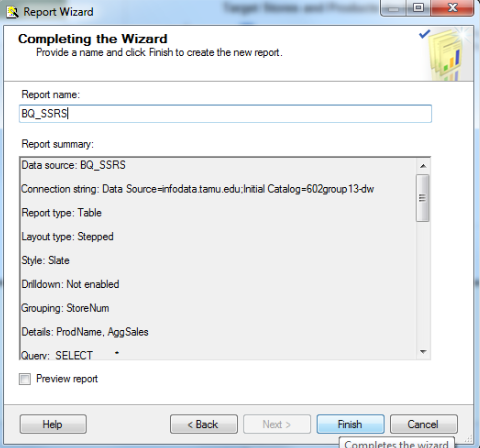 Target Stores and Products
Report Wizard
Completing the Wizard
Provide a name and click Finish to create the new report.
Report name:
BQ_SSRS
Report summary:
Data source: BQ_SSRS
Connection string: Data Source=infodata.tamu.edu;Initial Catalog=602group13-dw
Report type: Table
Layout type: Stepped
Style: Slate
Drilldown: Not enabled
Grouping: StoreNum
Details: ProdName, AggSales
Query: SELECT
Preview report
Help
< Back
Next >
Finish
Cancel
Completes the wizard